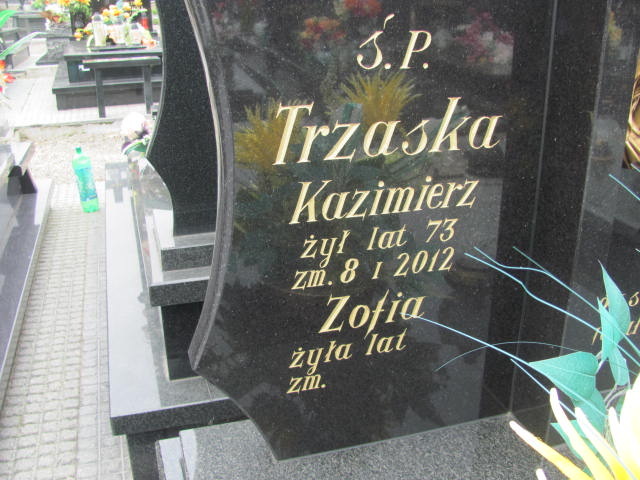 Ś.P.
Trzaska
Kazimierz
żył lat 73
zm. 8 I 2012
Zofia
żyła lat
zm.